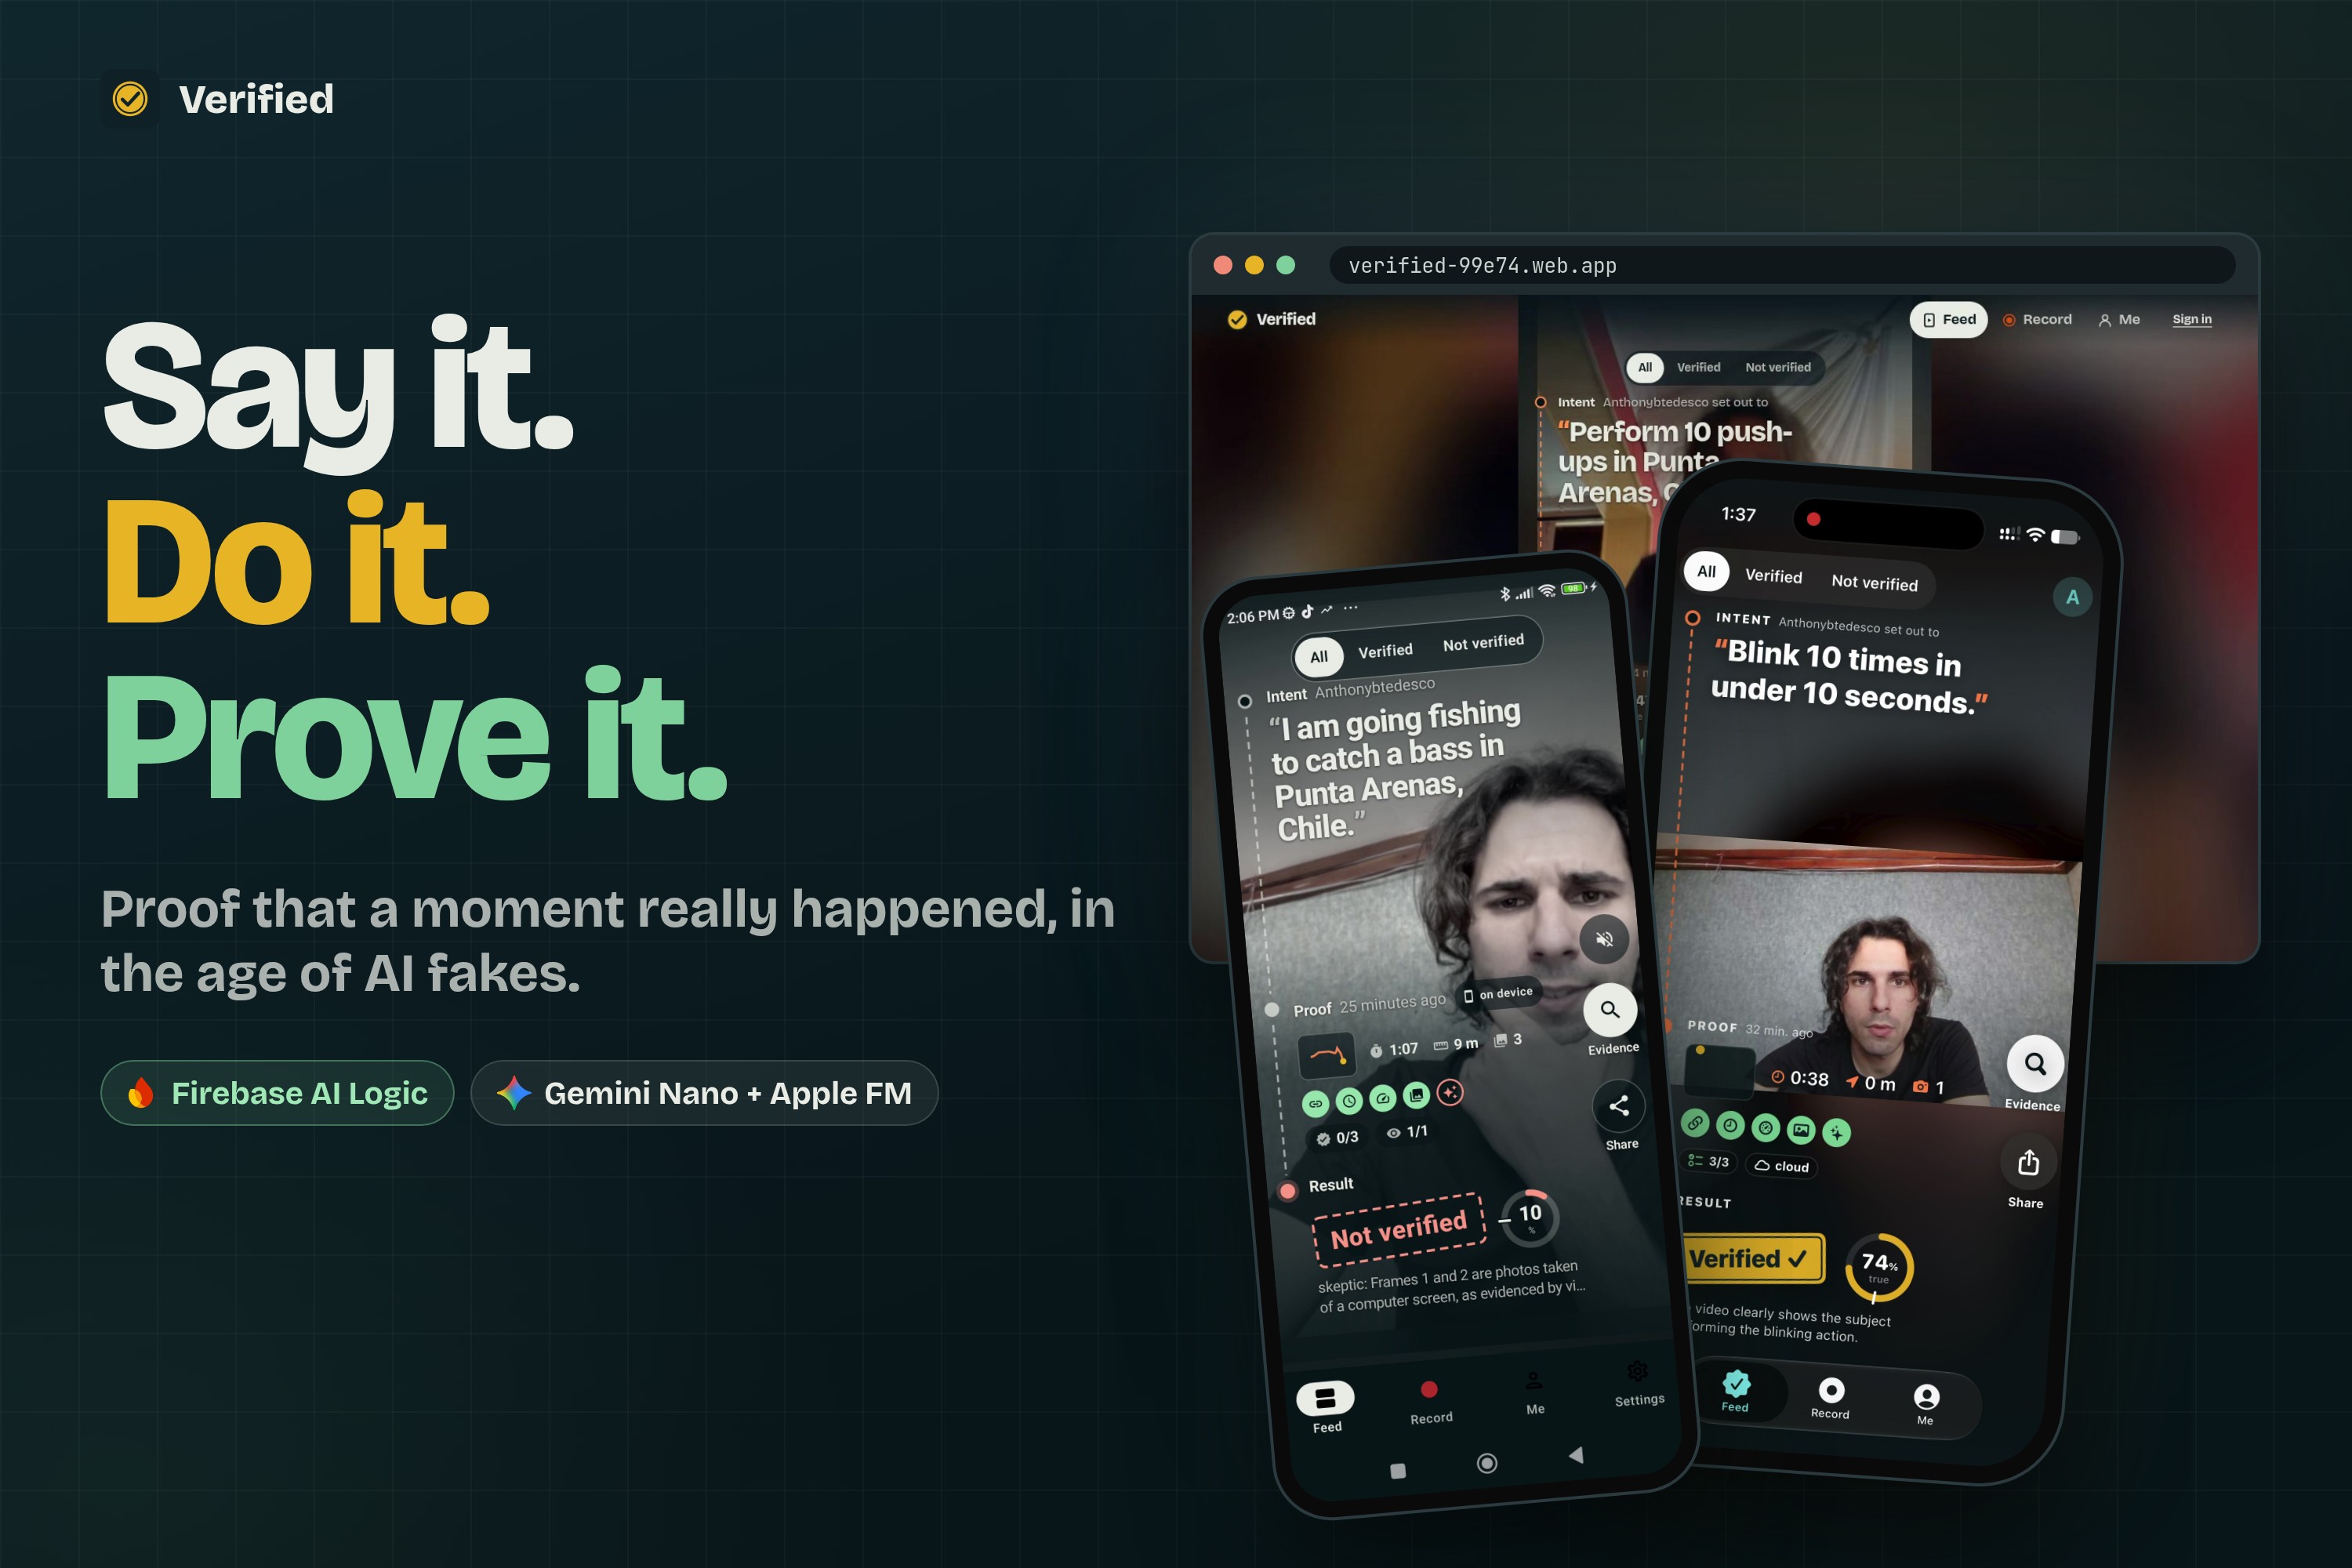 Verified
Say it.
Do it.
Prove it.
Proof that a moment really happened, in
the age of AI fakes.
Firebase AI Logic
Gemini Nano + Apple FM
verified-99e74.web.app
Verified
Feed
Record
Me
Sign in
All
Verified
Not verified
Intent Anthonybtedesco set out to
“Perform 10 push-
ups in Punta
Arenas,
2:06 PM
98
All
Verified
Not verified
Intent Anthonybtedesco
“I am going fishing
to catch a bass in
Punta Arenas,
Chile.”
Proof 25 minutes ago on device
1:07 9 m 3
Evidence
0/3 1/1
Share
Result
Not verified
10
%
skeptic: Frames 1 and 2 are photos taken
of a computer screen, as evidenced by vi...
Feed
Record
Me
Settings
1:37
All
Verified
Not verified
A
INTENT Anthonybtedesco set out to
“Blink 10 times in
under 10 seconds.”
PROOF 32 min. ago
0:38 0 m 1
Evidence
3/3 cloud
Share
RESULT
Verified
74%
true
video clearly shows the subject
forming the blinking action.
Feed
Record
Me